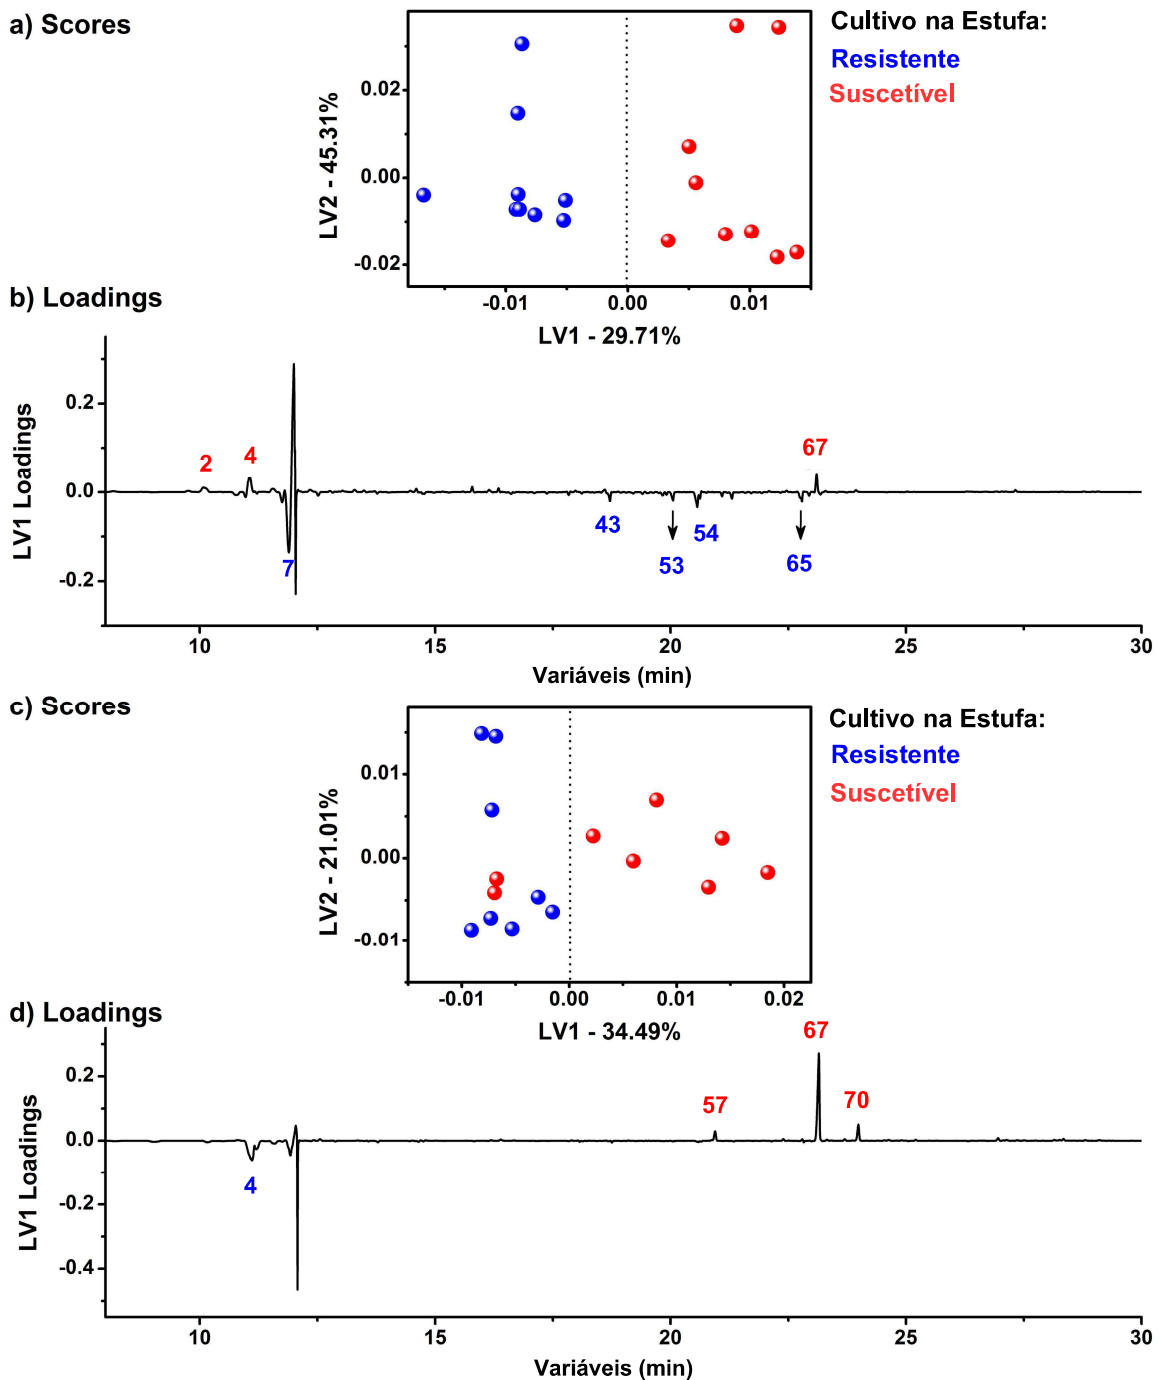 a) Scores
Cultivo na Estufa:
Resistente
Suscetível
LV2 - 45.31%
0.02
0.00
-0.02
-0.01
0.00
0.01
LV1 - 29.71%
b) Loadings
LV1 Loadings
0.2
0.0
-0.2
2
4
7
43
53
54
65
67
10
15
20
25
30
Variáveis (min)
c) Scores
Cultivo na Estufa:
Resistente
Suscetível
LV2 - 21.01%
0.01
0.00
-0.01
-0.01
0.00
0.01
0.02
LV1 - 34.49%
d) Loadings
LV1 Loadings
0.2
0.0
-0.2
-0.4
4
57
67
70
10
15
20
25
30
Variáveis (min)